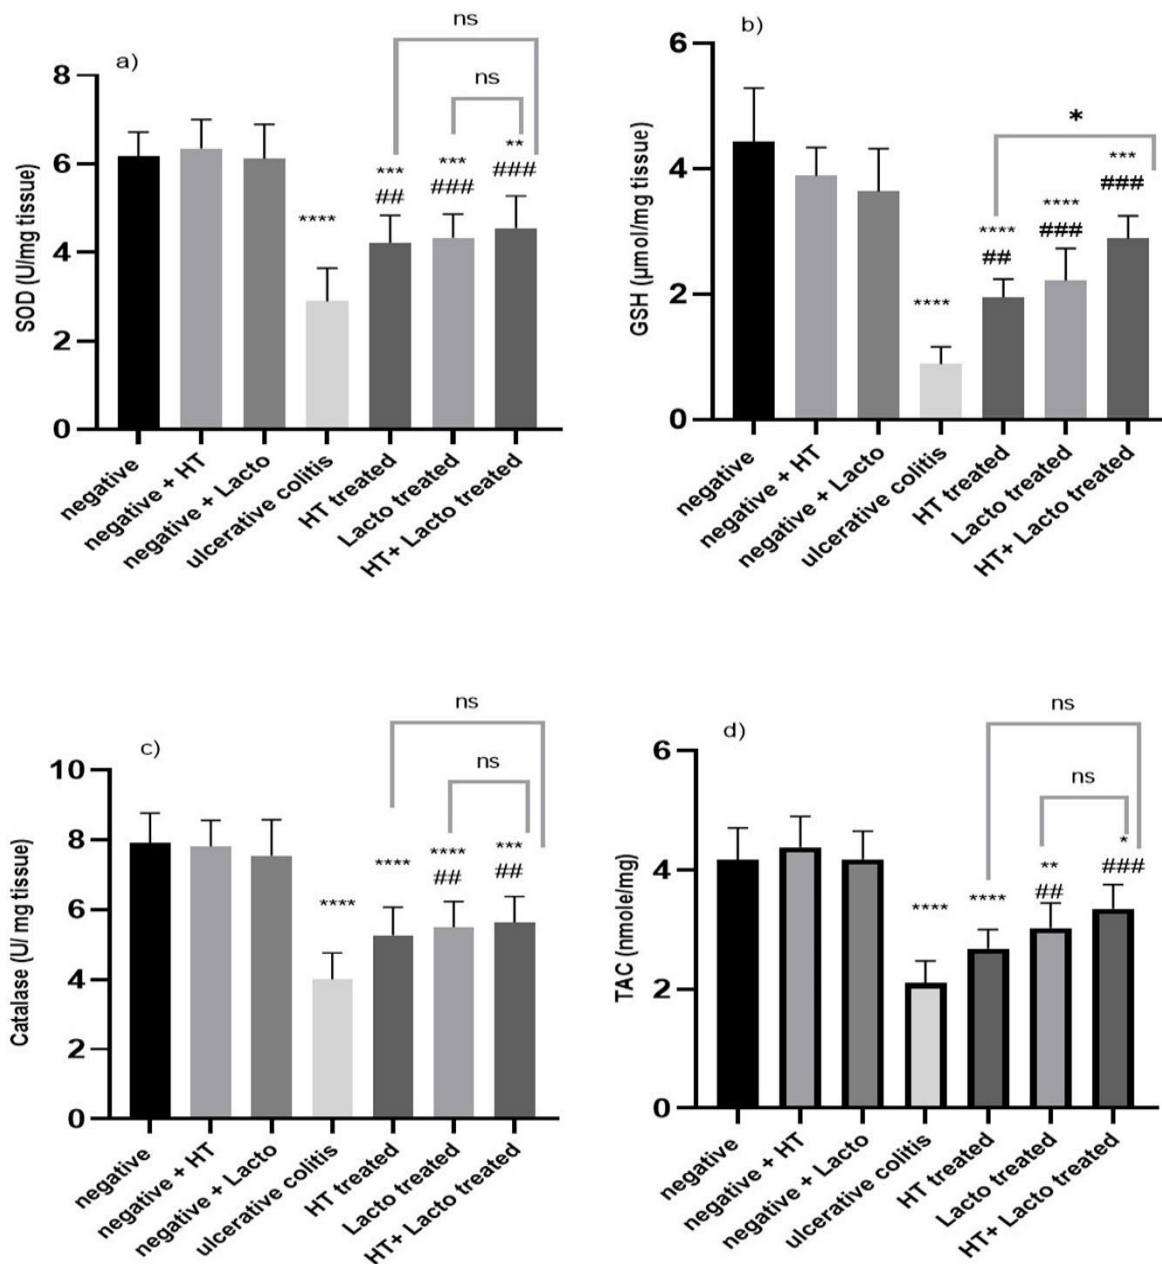 ns
a)
ns
8
6
4
2
0
SOD (U/mg tissue)
****
***
##
***
###
**
###
negative
negative + HT
negative + Lacto
ulcerative colitis
HT treated
Lacto treated
HT+ Lacto treated
b)
6
4
2
0
GSH (µmol/mg tissue)
*
****
****
##
****
###
***
###
negative
negative + HT
negative + Lacto
ulcerative colitis
HT treated
Lacto treated
HT+ Lacto treated
ns
c)
ns
10
8
6
4
2
0
Catalase (U/ mg tissue)
****
****
****
##
***
##
negative
negative + HT
negative + Lacto
ulcerative colitis
HT treated
Lacto treated
HT+ Lacto treated
ns
d)
ns
6
4
2
0
TAC (nmole/mg)
****
****
**
##
*
###
negative
negative + HT
negative + Lacto
ulcerative colitis
HT treated
Lacto treated
HT+ Lacto treated